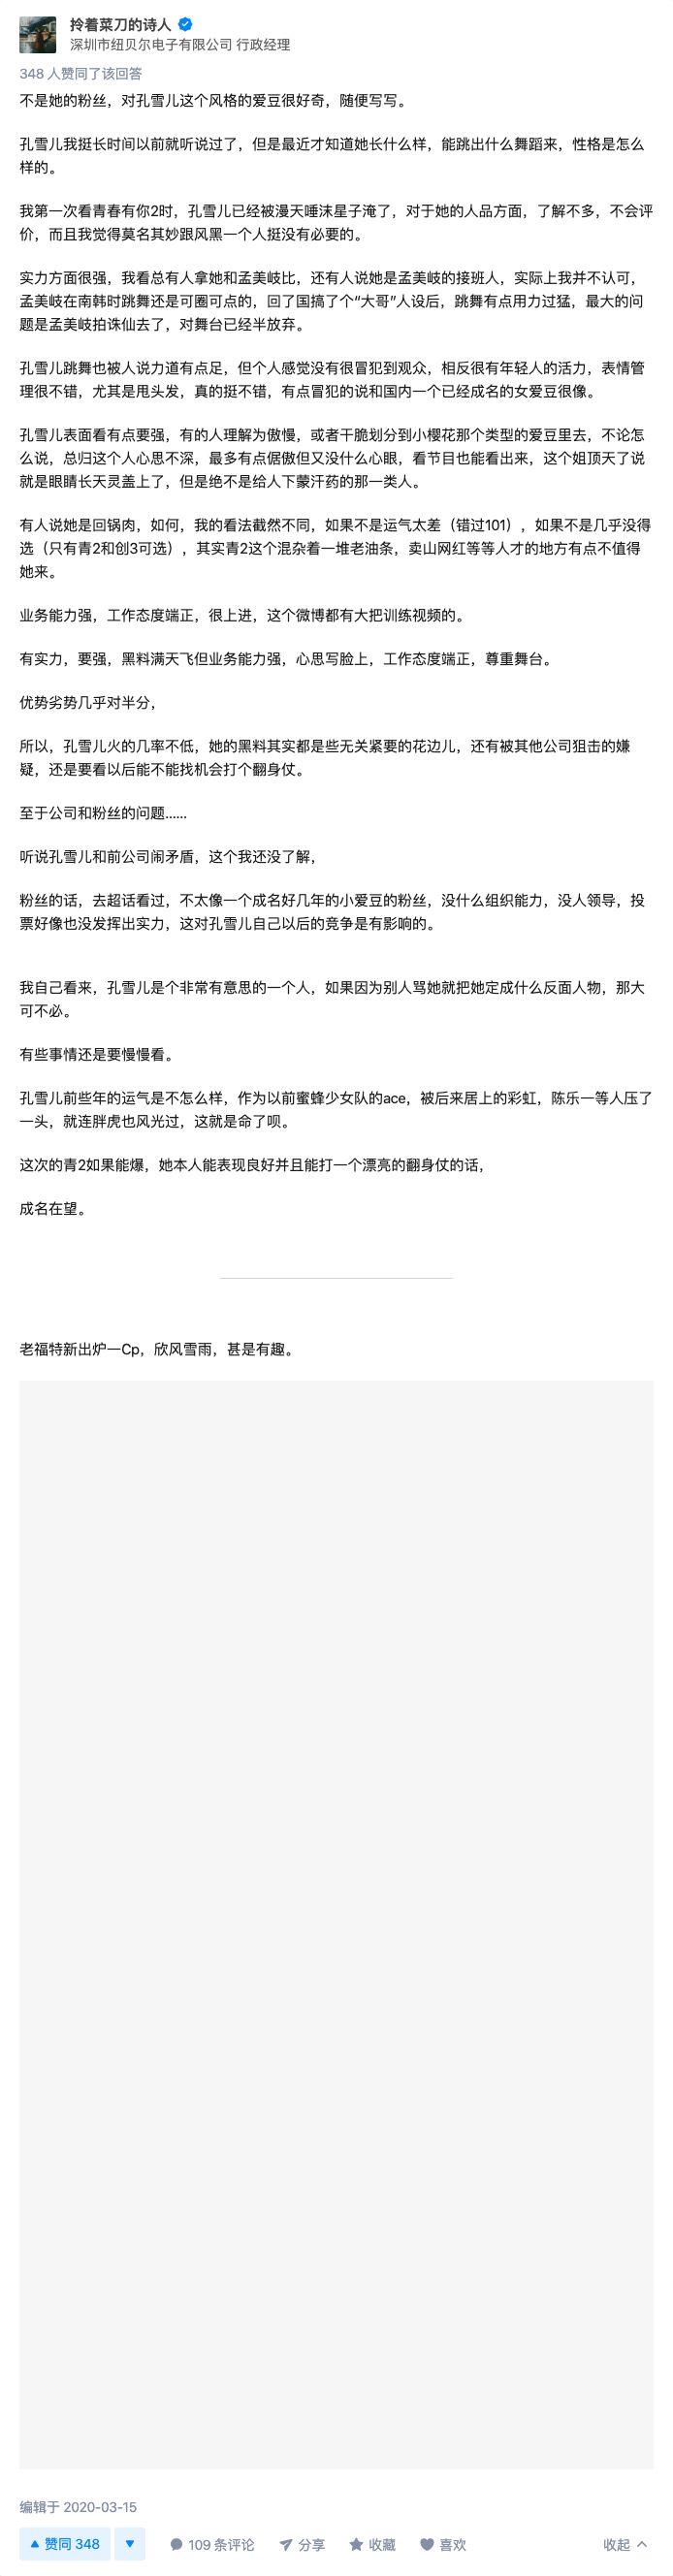 拎着菜刀的诗人
深圳市纽贝尔电子有限公司 行政经理
348 人赞同了该回答
不是她的粉丝，对孔雪儿这个风格的爱豆很好奇，随便写写。
孔雪儿我挺长时间以前就听说过了，但是最近才知道她长什么样，能跳出什么舞蹈来，性格是怎么
样的。
我第一次看青春有你2时，孔雪儿已经被漫天唾沫星子淹了，对于她的人品方面，了解不多，不会评
价，而且我觉得莫名其妙跟风黑一个人挺没有必要的。
实力方面很强，我看总有人拿她和孟美岐比，还有人说她是孟美岐的接班人，实际上我并不认可，
孟美岐在南韩时跳舞还是可圈可点的，回了国搞了个“大哥”人设后，跳舞有点用力过猛，最大的问
题是孟美岐拍诛仙去了，对舞台已经半放弃。
孔雪儿跳舞也被人说力道有点足，但个人感觉没有很冒犯到观众，相反很有年轻人的活力，表情管
理很不错，尤其是甩头发，真的挺不错，有点冒犯的说和国内一个已经成名的女爱豆很像。
孔雪儿表面看有点要强，有的人理解为傲慢，或者干脆划分到小樱花那个类型的爱豆里去，不论怎
么说，总归这个人心思不深，最多有点倨傲但又没什么心眼，看节目也能看出来，这个姐顶天了说
就是眼睛长天灵盖上了，但是绝不是给人下蒙汗药的那一类人。
有人说她是回锅肉，如何，我的看法截然不同，如果不是运气太差（错过101），如果不是几乎没得
选（只有青2和创3可选），其实青2这个混杂着一堆老油条，卖山网红等等人才的地方有点不值得
她来。
业务能力强，工作态度端正，很上进，这个微博都有大把训练视频的。
有实力，要强，黑料满天飞但业务能力强，心思写脸上，工作态度端正，尊重舞台。
优势劣势几乎对半分，
所以，孔雪儿火的几率不低，她的黑料其实都是些无关紧要的花边儿，还有被其他公司狙击的嫌
疑，还是要看以后能不能找机会打个翻身仗。
至于公司和粉丝的问题……
听说孔雪儿和前公司闹矛盾，这个我还没了解，
粉丝的话，去超话看过，不太像一个成名好几年的小爱豆的粉丝，没什么组织能力，没人领导，投
票好像也没发挥出实力，这对孔雪儿自己以后的竞争是有影响的。
我自己看来，孔雪儿是个非常有意思的一个人，如果因为别人骂她就把她定成什么反面人物，那大
可不必。
有些事情还是要慢慢看。
孔雪儿前些年的运气是不怎么样，作为以前蜜蜂少女队的ace，被后来居上的彩虹，陈乐一等人压了
一头，就连胖虎也风光过，这就是命了呗。
这次的青2如果能爆，她本人能表现良好并且能打一个漂亮的翻身仗的话，
成名在望。
老福特新出炉一Cp，欣风雪雨，甚是有趣。
编辑于 2020-03-15
赞同 348
109 条评论
分享
收藏
喜欢
收起